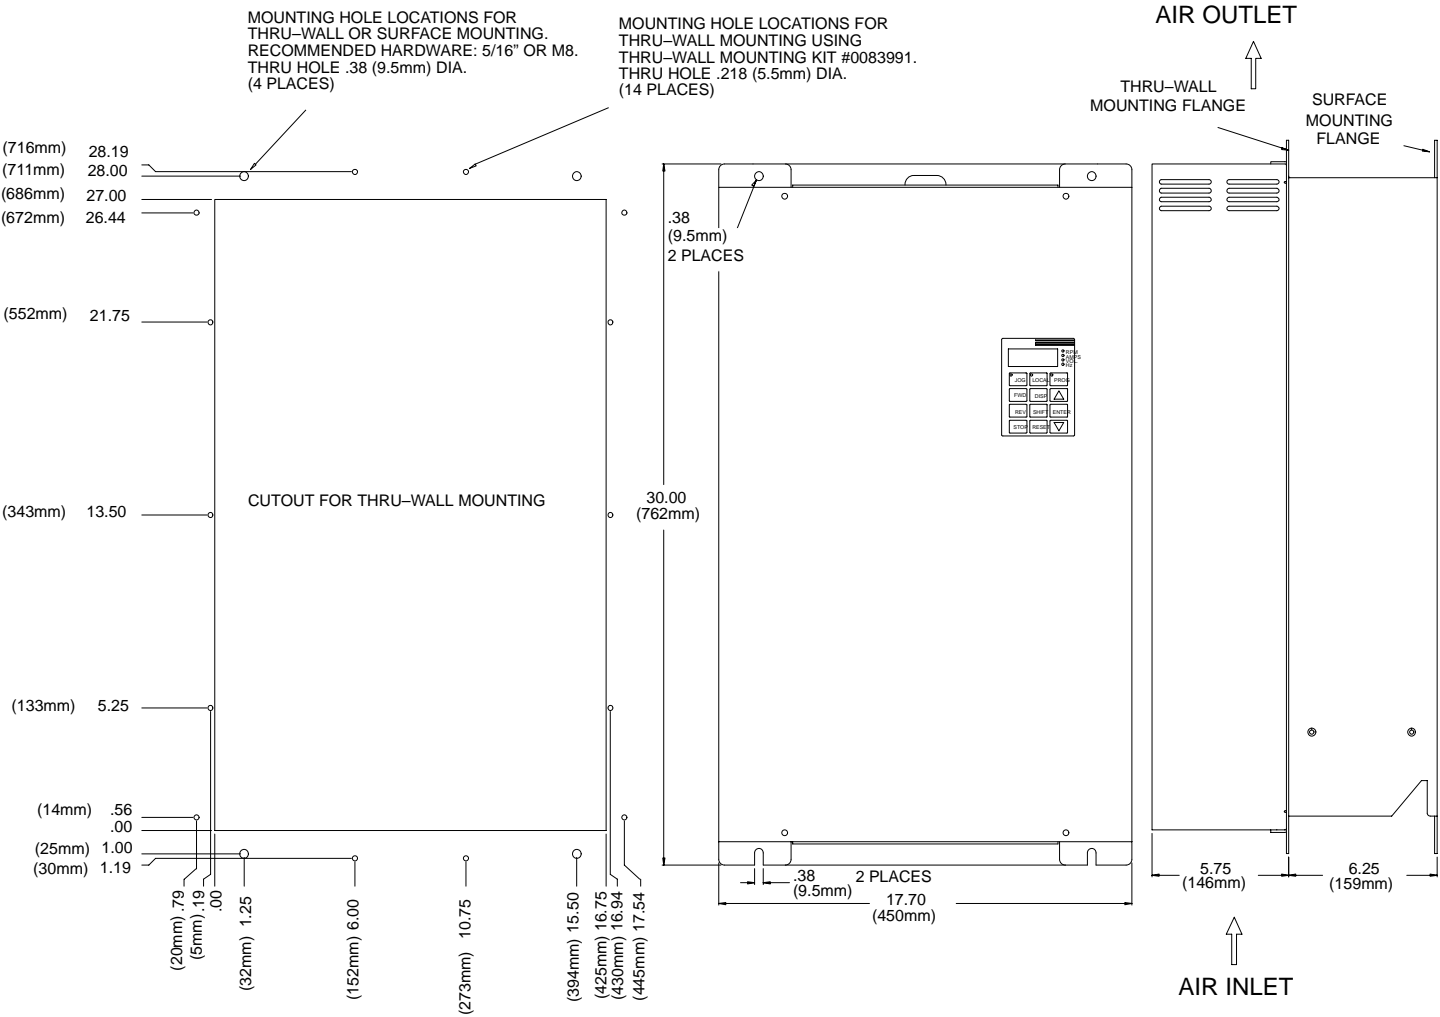 MOUNTING HOLE LOCATIONS FOR
THRU–WALL OR SURFACE MOUNTING.
RECOMMENDED HARDWARE: 5/16” OR M8.
THRU HOLE .38 (9.5mm) DIA.
(4 PLACES)
MOUNTING HOLE LOCATIONS FOR
THRU–WALL MOUNTING USING
THRU–WALL MOUNTING KIT #0083991.
THRU HOLE .218 (5.5mm) DIA.
(14 PLACES)
AIR OUTLET
THRU–WALL
MOUNTING FLANGE
SURFACE
MOUNTING
FLANGE
(716mm) 28.19
(711mm) 28.00
(686mm) 27.00
(672mm) 26.44
(552mm) 21.75
(343mm) 13.50
(133mm) 5.25
(14mm) .56
.00
(25mm) 1.00
(30mm) 1.19
CUTOUT FOR THRU–WALL MOUNTING
(20mm) .79
(5mm) .19
.00
(32mm) 1.25
(152mm) 6.00
(273mm) 10.75
(394mm) 15.50
(425mm) 16.75
(430mm) 16.94
(445mm) 17.54
.38
(9.5mm)
2 PLACES
30.00
(762mm)
RPM
AMPS
Hz
JOG LOCAL PROG
FWD DISP
REV SHIFT ENTER
STOP RESET
.38
(9.5mm)
2 PLACES
17.70
(450mm)
5.75
(146mm)
6.25
(159mm)
AIR INLET